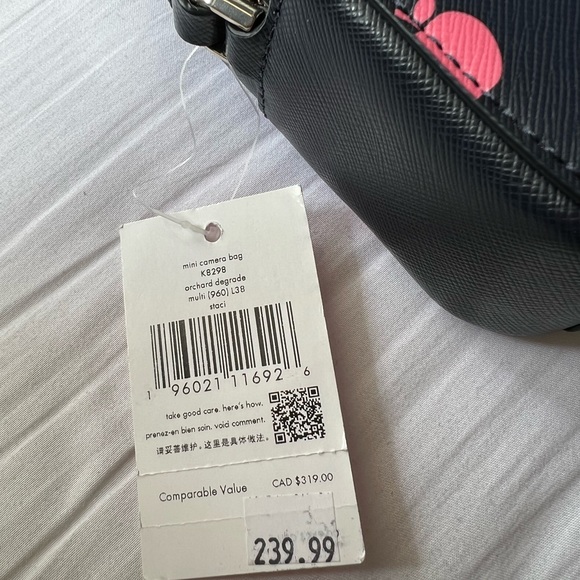 mini camera bag
K8298
orchard degrade
multi (960) L3B
staci
1 96021 11692 6
take good care. here's how.
prenez-en bien soin. void comment.
请妥善维护。这里是具体做法。
Comparable Value CAD $319.00
239.99